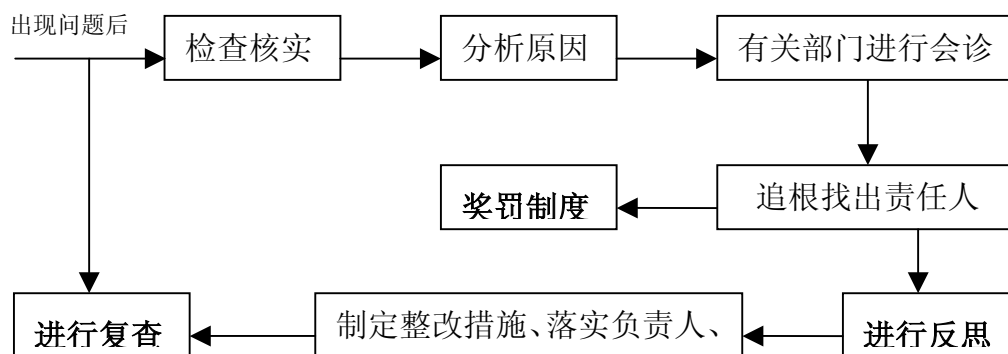 出现问题后
检查核实
分析原因
有关部门进行会诊
奖罚制度
追根找出责任人
进行复查
制定整改措施、落实负责人、
进行反思